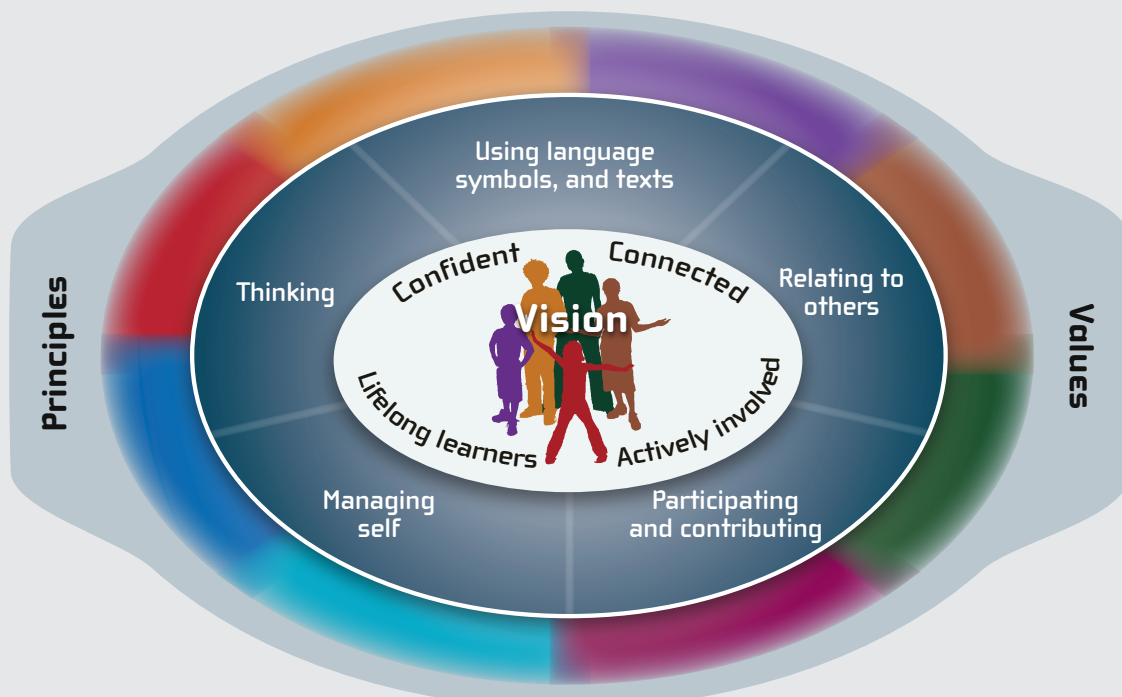 Using language
symbols, and texts
Confident
Connected
Thinking
Vision
Relating to
others
Principles
Values
Lifelong learners
Actively involved
Managing
self
Participating
and contributing